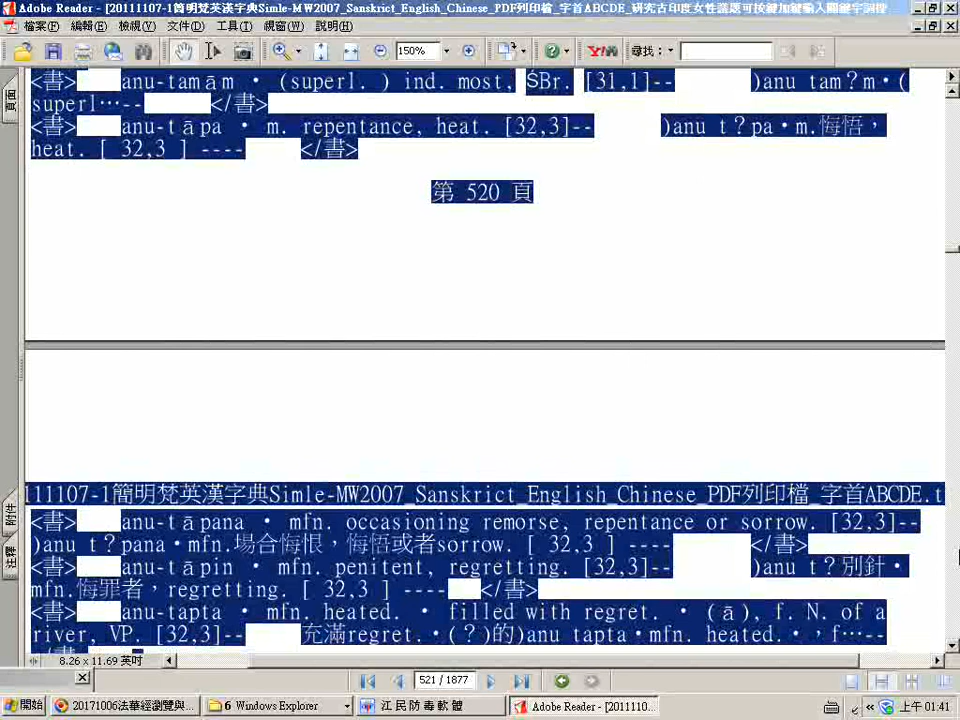 Adobe Reader - [20111107-1簡明梵英漢字典Simle-MW2007_Sanskrict_English_Chinese_PDF列印檔_字首ABCDE_研究古印度女性議題可按鍵
檔案(F) 編輯(E) 檢視(V) 文件(D) 工具(T) 視窗(W) 說明(H)
150% Y! 尋找:
頁面
<書> anu-tamām · (superl. ) ind. most, ŚBr. [31,1]-- )anu tam?m·(
superl…-- </書>
<書> anu-tāpa · m. repentance, heat. [32,3]-- )anu t?pa·m.悔悟，
heat. [ 32,3 ] ---- </書>
第 520 頁
111107-1簡明梵英漢字典Simle-MW2007_Sanskrict_English_Chinese_PDF列印檔_字首ABCDE.t
<書> anu-tāpana · mfn. occasioning remorse, repentance or sorrow. [32,3]--
)anu t?pana·mfn.場合悔恨，悔悟或者sorrow. [ 32,3 ] ---- </書>
<書> anu-tāpin · mfn. penitent, regretting. [32,3]-- )anu t?別針·
mfn.悔罪者，regretting. [ 32,3 ] ---- </書>
<書> anu-tapta · mfn. heated. · filled with regret. · (ā), f. N. of a
river, VP. [32,3]-- 充滿regret.·(?)的)anu tapta·mfn. heated.·，f…--
附件
注釋
8.26 x 11.69 英吋
521 / 1877
開始 20171006法華經瀏覽與... 6 Windows Explorer 江民防毒軟體 Adobe Reader - [2011110... 上午 01:41